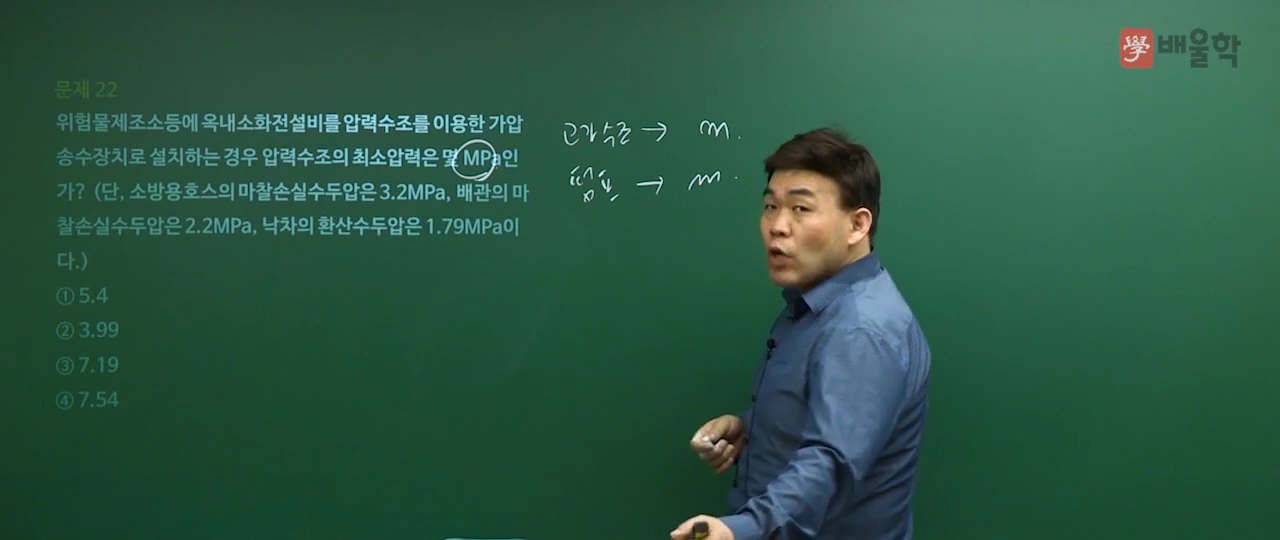 學 배울학
문제 22
위험물제조소등에 옥내소화전설비를 압력수조를 이용한 가압
송수장치로 설치하는 경우 압력수조의 최소압력은 몇 MPa인
가? (단, 소방용호스의 마찰손실수두압은 3.2MPa, 배관의 마
찰손실수두압은 2.2MPa, 낙차의 환산수두압은 1.79MPa이
다.)
① 5.4
② 3.99
③ 7.19
④ 7.54
고가수조 → m.
펌프 → m.